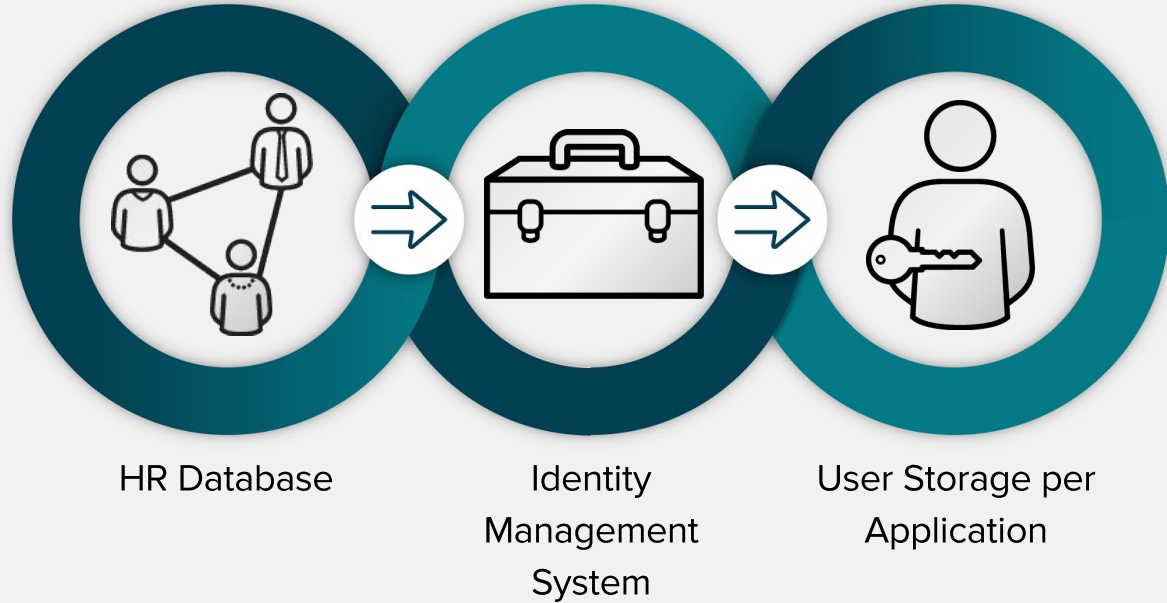 HR Database
Identity
Management
System
User Storage per
Application